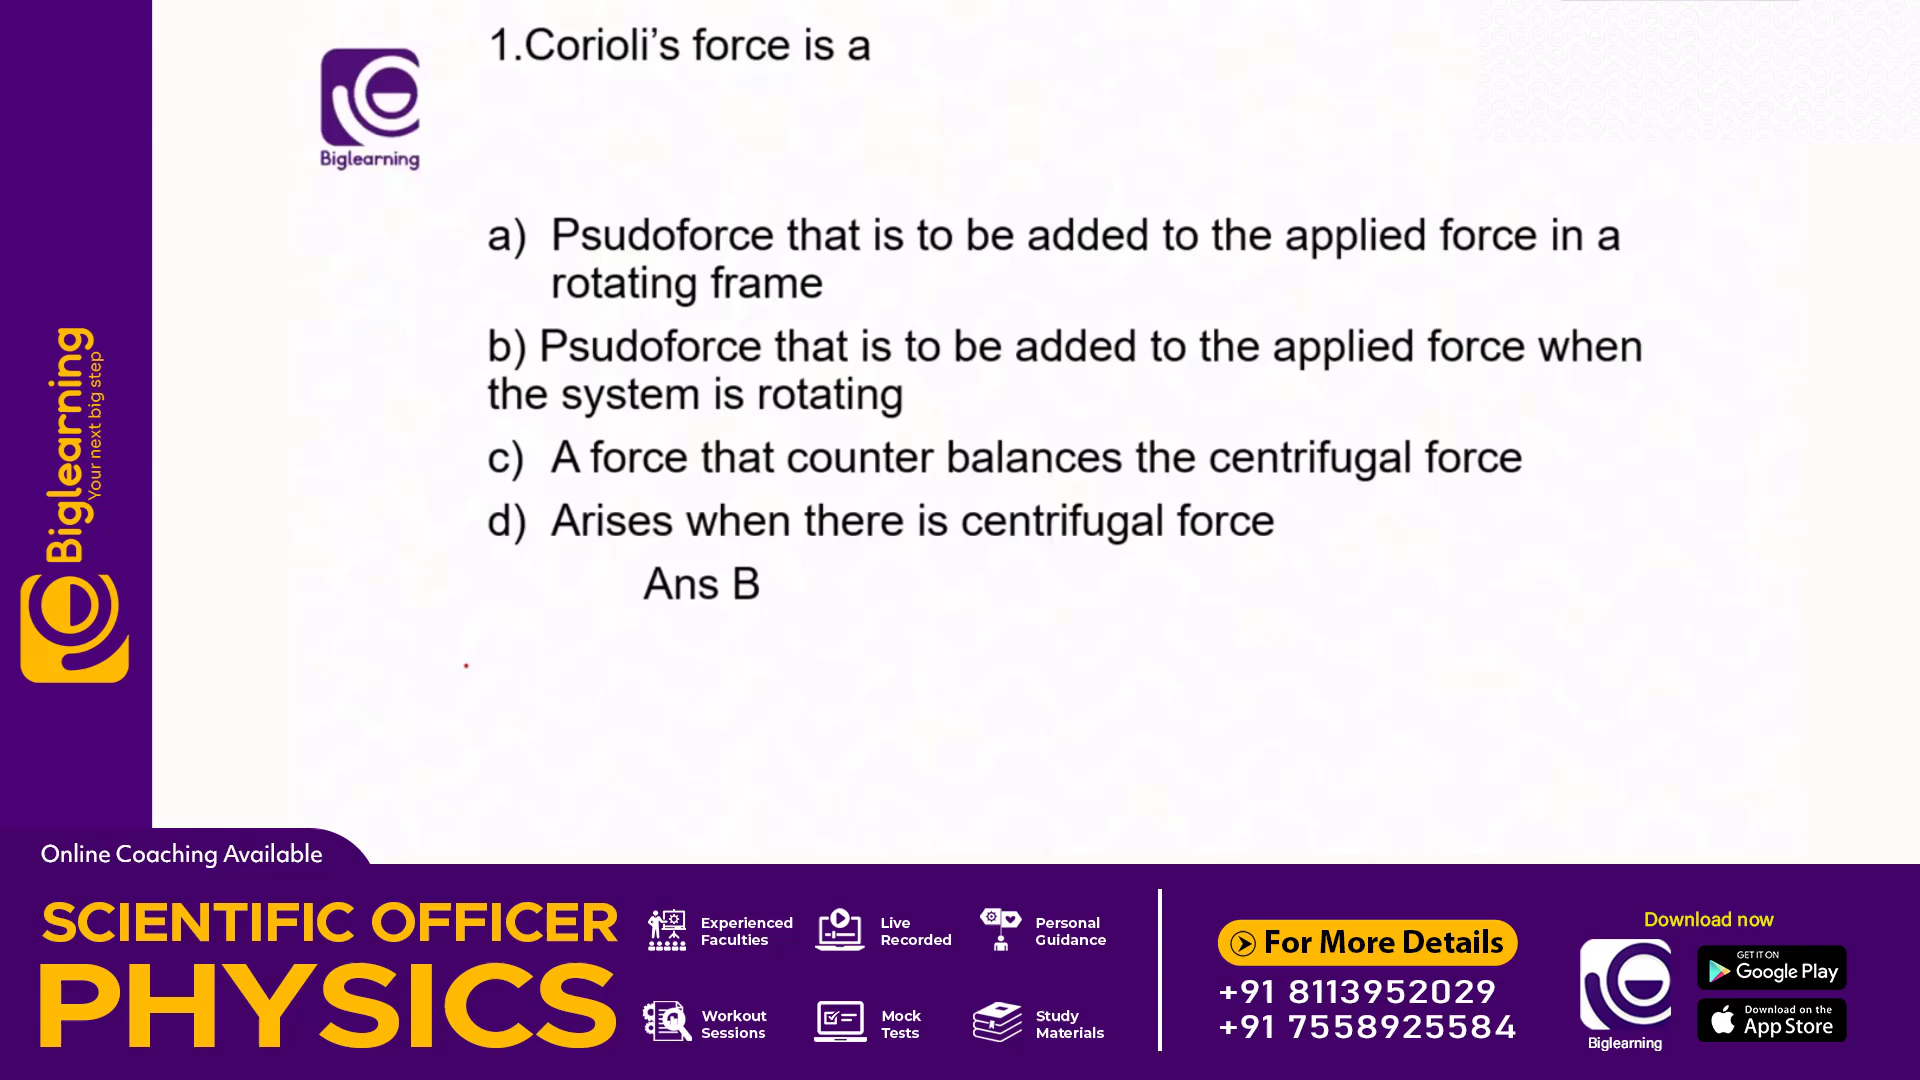 1.Corioli's force is a
Biglearning
a) Psudoforce that is to be added to the applied force in a
rotating frame
b) Psudoforce that is to be added to the applied force when
the system is rotating
c) A force that counter balances the centrifugal force
d) Arises when there is centrifugal force
Ans B
Biglearning
Your next big step
Online Coaching Available
SCIENTIFIC OFFICER
PHYSICS
Experienced
Faculties
Live
Recorded
Personal
Guidance
Workout
Sessions
Mock
Tests
Study
Materials
For More Details
+91 8113952029
+91 7558925584
Download now
Biglearning
GET IT ON
Google Play
Download on the
App Store